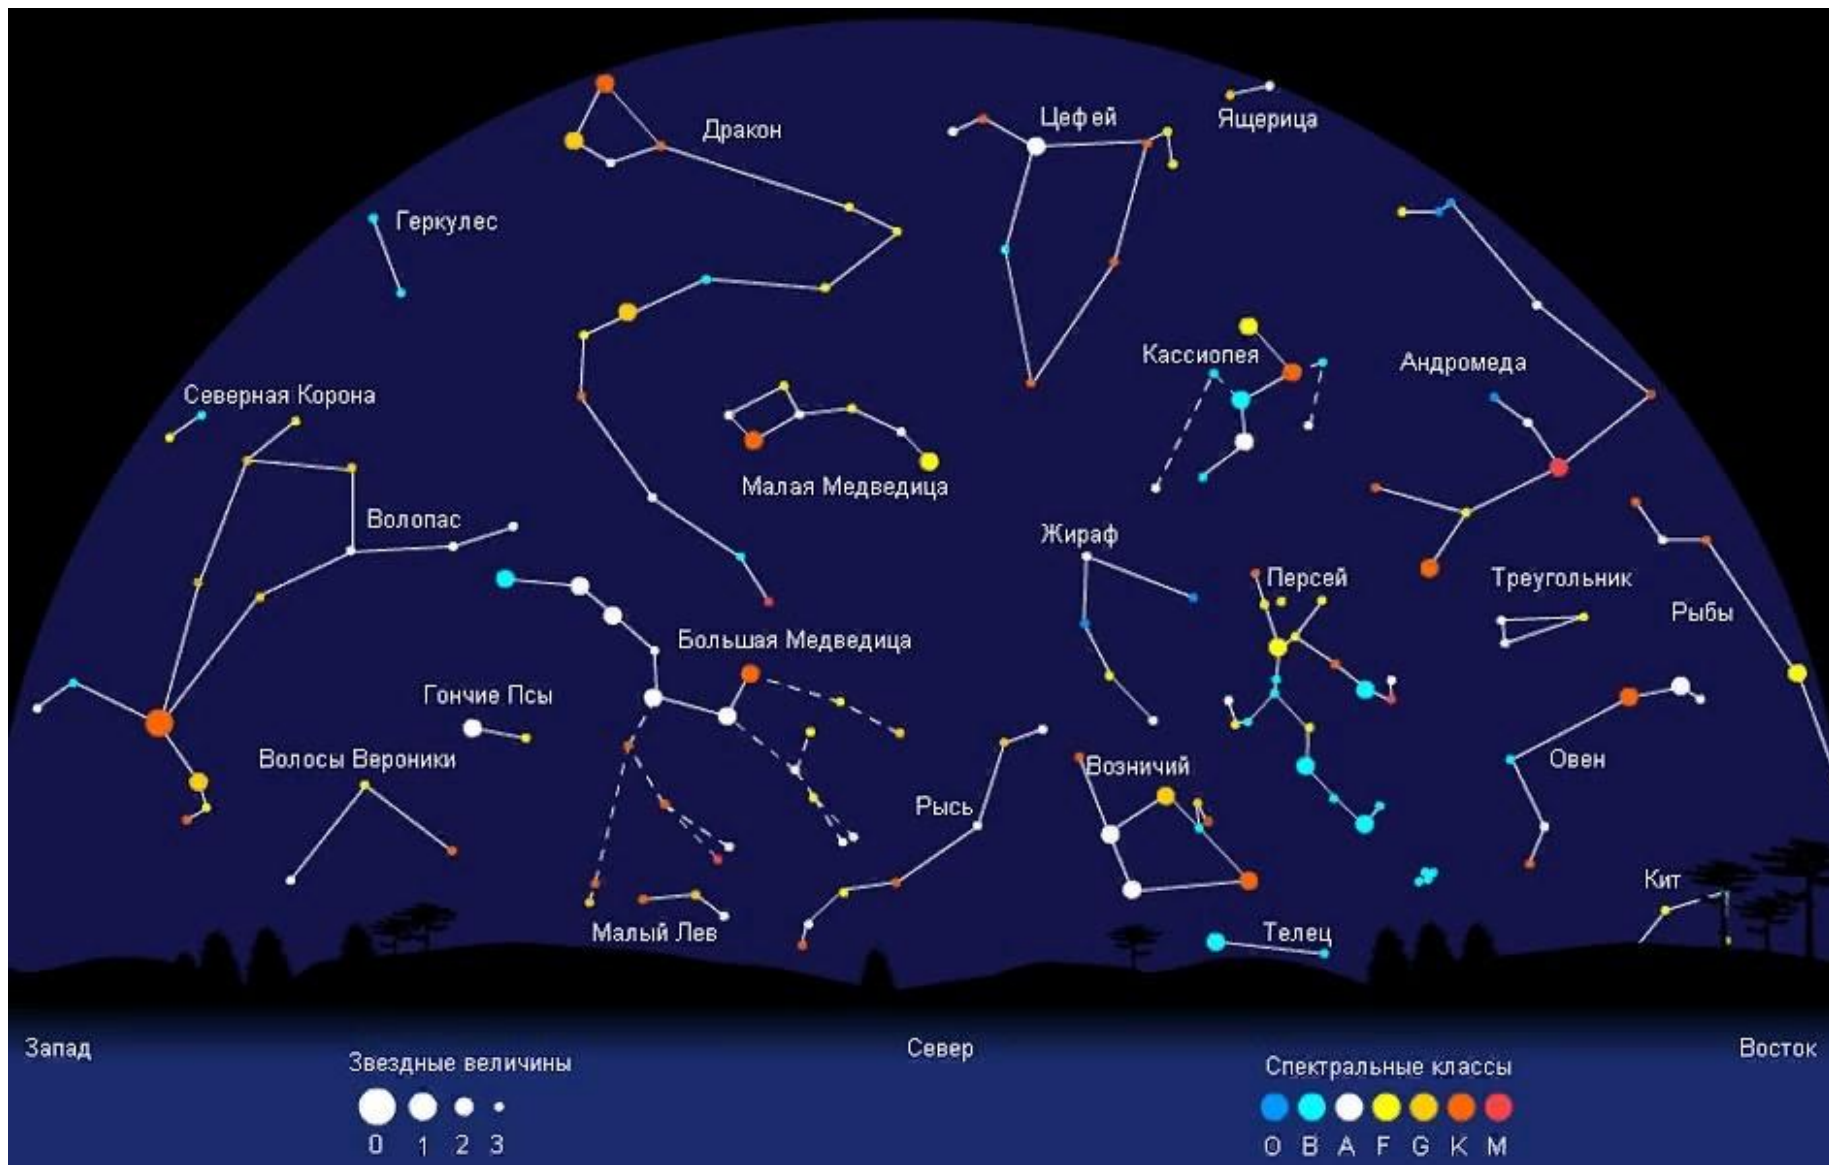 Дракон
Цефей
Ящерица
Геркулес
Кассиопея
Андромеда
Северная Корона
Малая Медведица
Волопас
Жираф
Персей
Треугольник
Рыбы
Большая Медведица
Гончие Псы
Волосы Вероники
Возничий
Овен
Рысь
Кит
Малый Лев
Телец
Запад
Север
Восток
Звездные величины
0 1 2 3
Спектральные классы
O B A F G K M